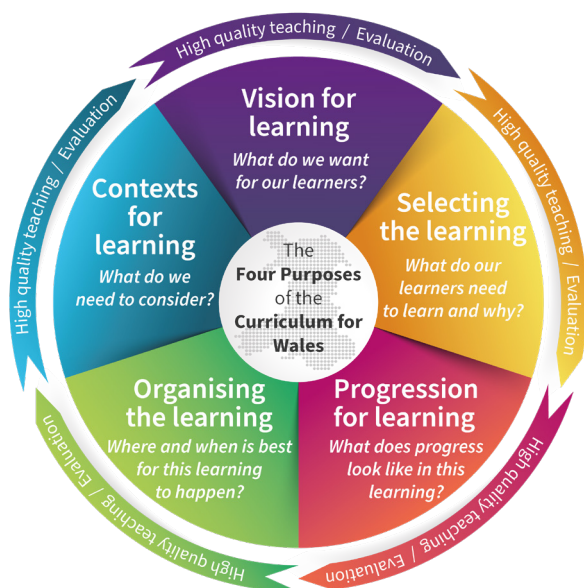 High quality teaching / Evaluation
High quality teaching / Evaluation
High quality teaching / Evaluation
High quality teaching / Evaluation
High quality teaching / Evaluation
Vision for
learning
What do we want
for our learners?
Selecting
the learning
What do our
learners need
to learn and why?
Progression
for learning
What does progress
look like in this
learning?
Organising
the learning
Where and when is best
for this learning
to happen?
Contexts
for
learning
What do we
need to consider?
The
Four Purposes
of the
Curriculum for
Wales